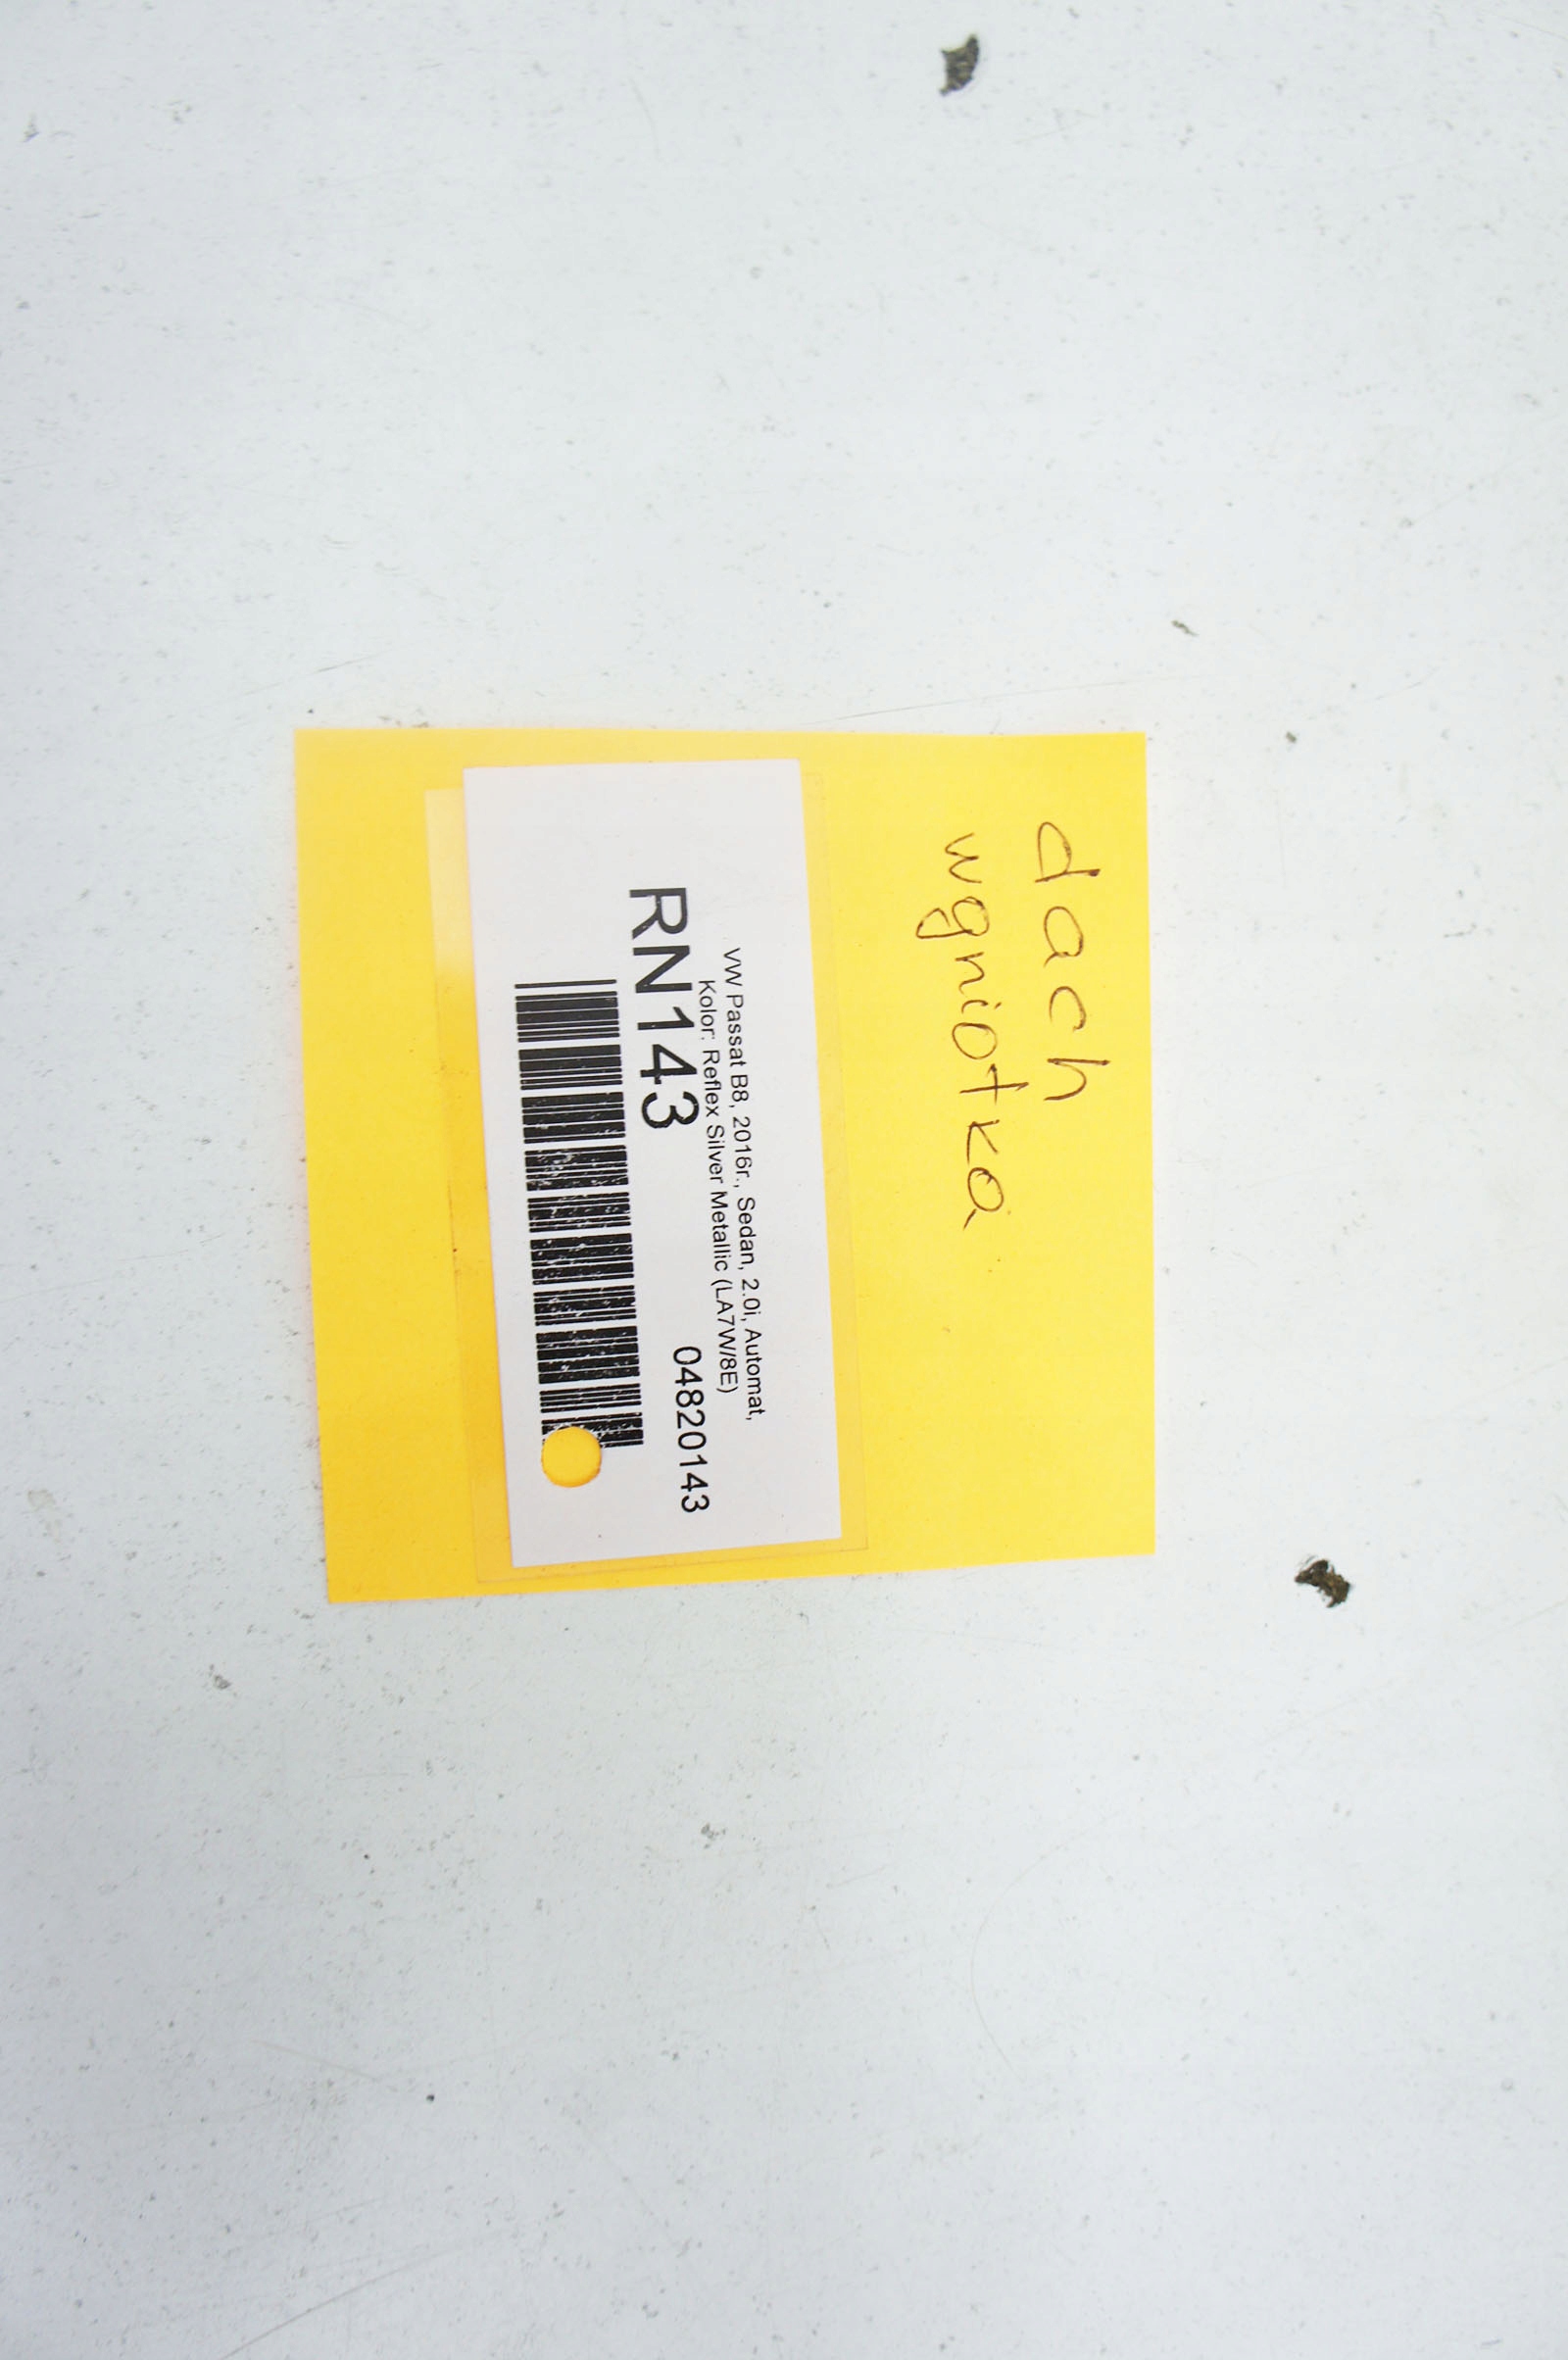 dach
wgniotka
VW Passat B8, 2016r., Sedan, 2.0i, Automat,
Kolor: Reflex Silver Metallic (LA7W/8E)
RN143
04820143